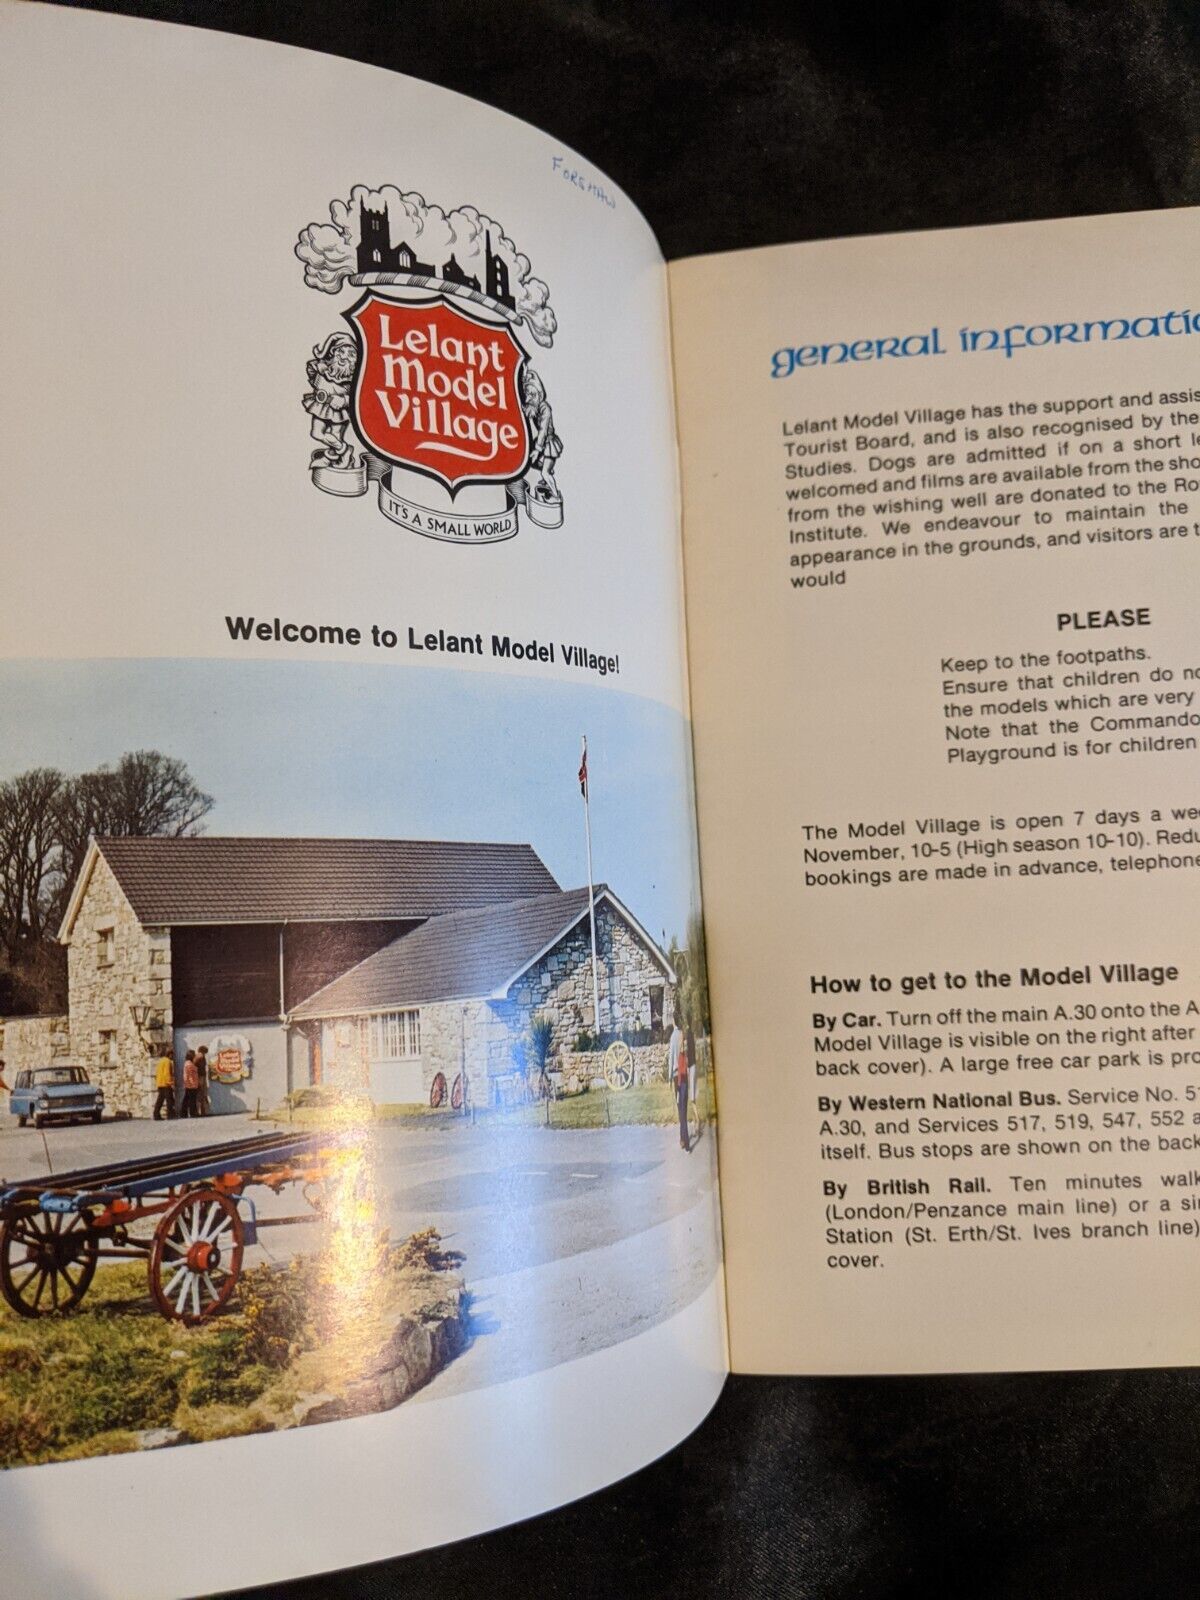 FORSHAW
Lelant
Model
Village
IT'S A SMALL WORLD
Welcome to Lelant Model Village!
general informatio
Lelant Model Village has the support and assis
Tourist Board, and is also recognised by the
Studies. Dogs are admitted if on a short le
welcomed and films are available from the sho
from the wishing well are donated to the Ro
Institute. We endeavour to maintain the
appearance in the grounds, and visitors are t
would
PLEASE
Keep to the footpaths.
Ensure that children do no
the models which are very
Note that the Commando
Playground is for children
The Model Village is open 7 days a wee
November, 10-5 (High season 10-10). Redu
bookings are made in advance, telephone
How to get to the Model Village
By Car. Turn off the main A.30 onto the A
Model Village is visible on the right after
back cover). A large free car park is pro
By Western National Bus. Service No. 51
A.30, and Services 517, 519, 547, 552 a
itself. Bus stops are shown on the back
By British Rail. Ten minutes walk
(London/Penzance main line) or a si
Station (St. Erth/St. Ives branch line)
cover.